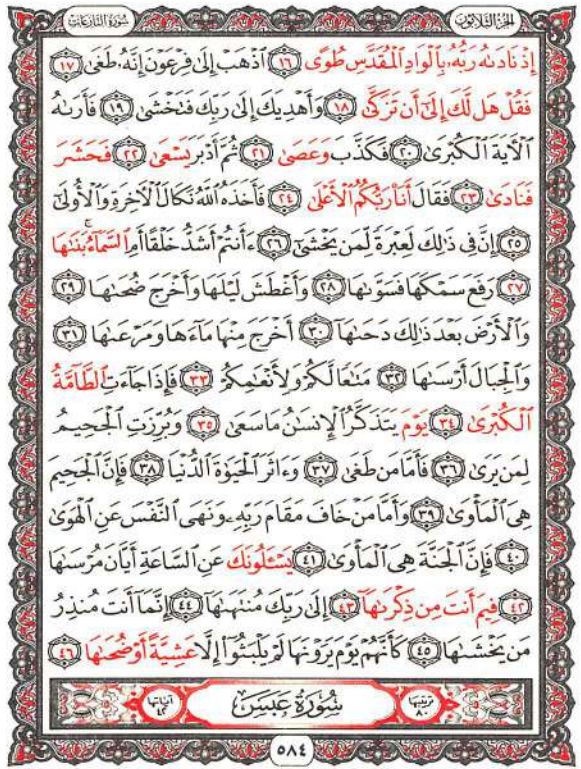 الجزء الثلاثون
سورة النازعات
إِذْ نَادَىٰهُ رَبُّهُۥ بِٱلْوَادِ ٱلْمُقَدَّسِ طُوًى ١٦ ٱذْهَبْ إِلَىٰ فِرْعَوْنَ إِنَّهُۥ طَغَىٰ ١٧
فَقُلْ هَل لَّكَ إِلَىٰٓ أَن تَزَكَّىٰ ١٨ وَأَهْدِيَكَ إِلَىٰ رَبِّكَ فَتَخْشَىٰ ١٩ فَأَرَىٰهُ
ٱلْـَٔايَةَ ٱلْكُبْرَىٰ ٢٠ فَكَذَّبَ وَعَصَىٰ ٢١ ثُمَّ أَدْبَرَ يَسْعَىٰ ٢٢ فَحَشَرَ
فَنَادَىٰ ٢٣ فَقَالَ أَنَا۠ رَبُّكُمُ ٱلْأَعْلَىٰ ٢٤ فَأَخَذَهُ ٱللَّهُ نَكَالَ ٱلْـَٔاخِرَةِ وَٱلْأُولَىٰٓ
٢٥ إِنَّ فِى ذَٰلِكَ لَعِبْرَةً لِّمَن يَخْشَىٰٓ ٢٦ ءَأَنتُمْ أَشَدُّ خَلْقًا أَمِ ٱلسَّمَآءُ ۚ بَنَىٰهَا
٢٧ رَفَعَ سَمْكَهَا فَسَوَّىٰهَا ٢٨ وَأَغْطَشَ لَيْلَهَا وَأَخْرَجَ ضُحَىٰهَا ٢٩
وَٱلْأَرْضَ بَعْدَ ذَٰلِكَ دَحَىٰهَآ ٣٠ أَخْرَجَ مِنْهَا مَآءَهَا وَمَرْعَىٰهَا ٣١
وَٱلْجِبَالَ أَرْسَىٰهَا ٣٢ مَتَٰعًا لَّكُمْ وَلِأَنْعَٰمِكُمْ ٣٣ فَإِذَا جَآءَتِ ٱلطَّآمَّةُ
ٱلْكُبْرَىٰ ٣٤ يَوْمَ يَتَذَكَّرُ ٱلْإِنسَٰنُ مَا سَعَىٰ ٣٥ وَبُرِّزَتِ ٱلْجَحِيمُ
لِمَن يَرَىٰ ٣٦ فَأَمَّا مَن طَغَىٰ ٣٧ وَءَاثَرَ ٱلْحَيَوٰةَ ٱلدُّنْيَا ٣٨ فَإِنَّ ٱلْجَحِيمَ
هِىَ ٱلْمَأْوَىٰ ٣٩ وَأَمَّا مَنْ خَافَ مَقَامَ رَبِّهِۦ وَنَهَى ٱلنَّفْسَ عَنِ ٱلْهَوَىٰ
٤٠ فَإِنَّ ٱلْجَنَّةَ هِىَ ٱلْمَأْوَىٰ ٤١ يَسْـَٔلُونَكَ عَنِ ٱلسَّاعَةِ أَيَّانَ مُرْسَىٰهَا
٤٢ فِيمَ أَنتَ مِن ذِكْرَىٰهَآ ٤٣ إِلَىٰ رَبِّكَ مُنتَهَىٰهَآ ٤٤ إِنَّمَآ أَنتَ مُنذِرُ
مَن يَخْشَىٰهَا ٤٥ كَأَنَّهُمْ يَوْمَ يَرَوْنَهَا لَمْ يَلْبَثُوٓا۟ إِلَّا عَشِيَّةً أَوْ ضُحَىٰهَا ٤٦
ترتيبها ٨٠
سُورَةُ عَبَسَ
آياتها ٤٢
٥٨٤